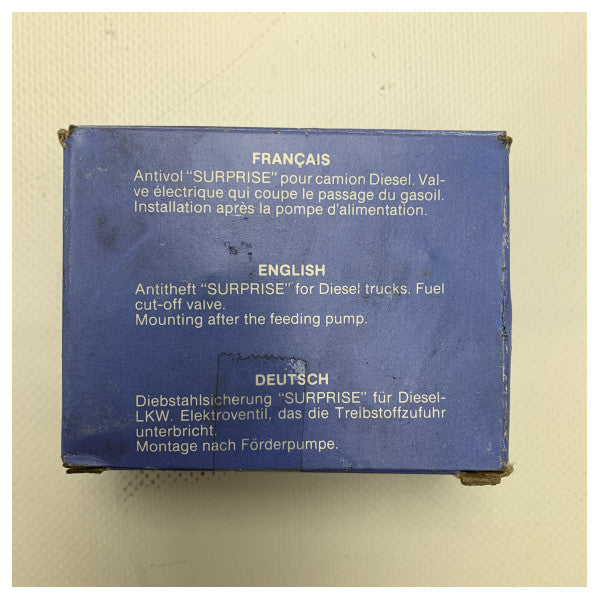 FRANÇAIS
Antivol “SURPRISE” pour camion Diesel. Val-
ve électrique qui coupe le passage du gasoil.
Installation après la pompe d’alimentation.
ENGLISH
Antitheft “SURPRISE” for Diesel trucks. Fuel
cut-off valve.
Mounting after the feeding pump.
DEUTSCH
Diebstahlsicherung “SURPRISE” für Diesel-
LKW. Elektroventil, das die Treibstoffzufuhr
unterbricht.
Montage nach Förderpumpe.